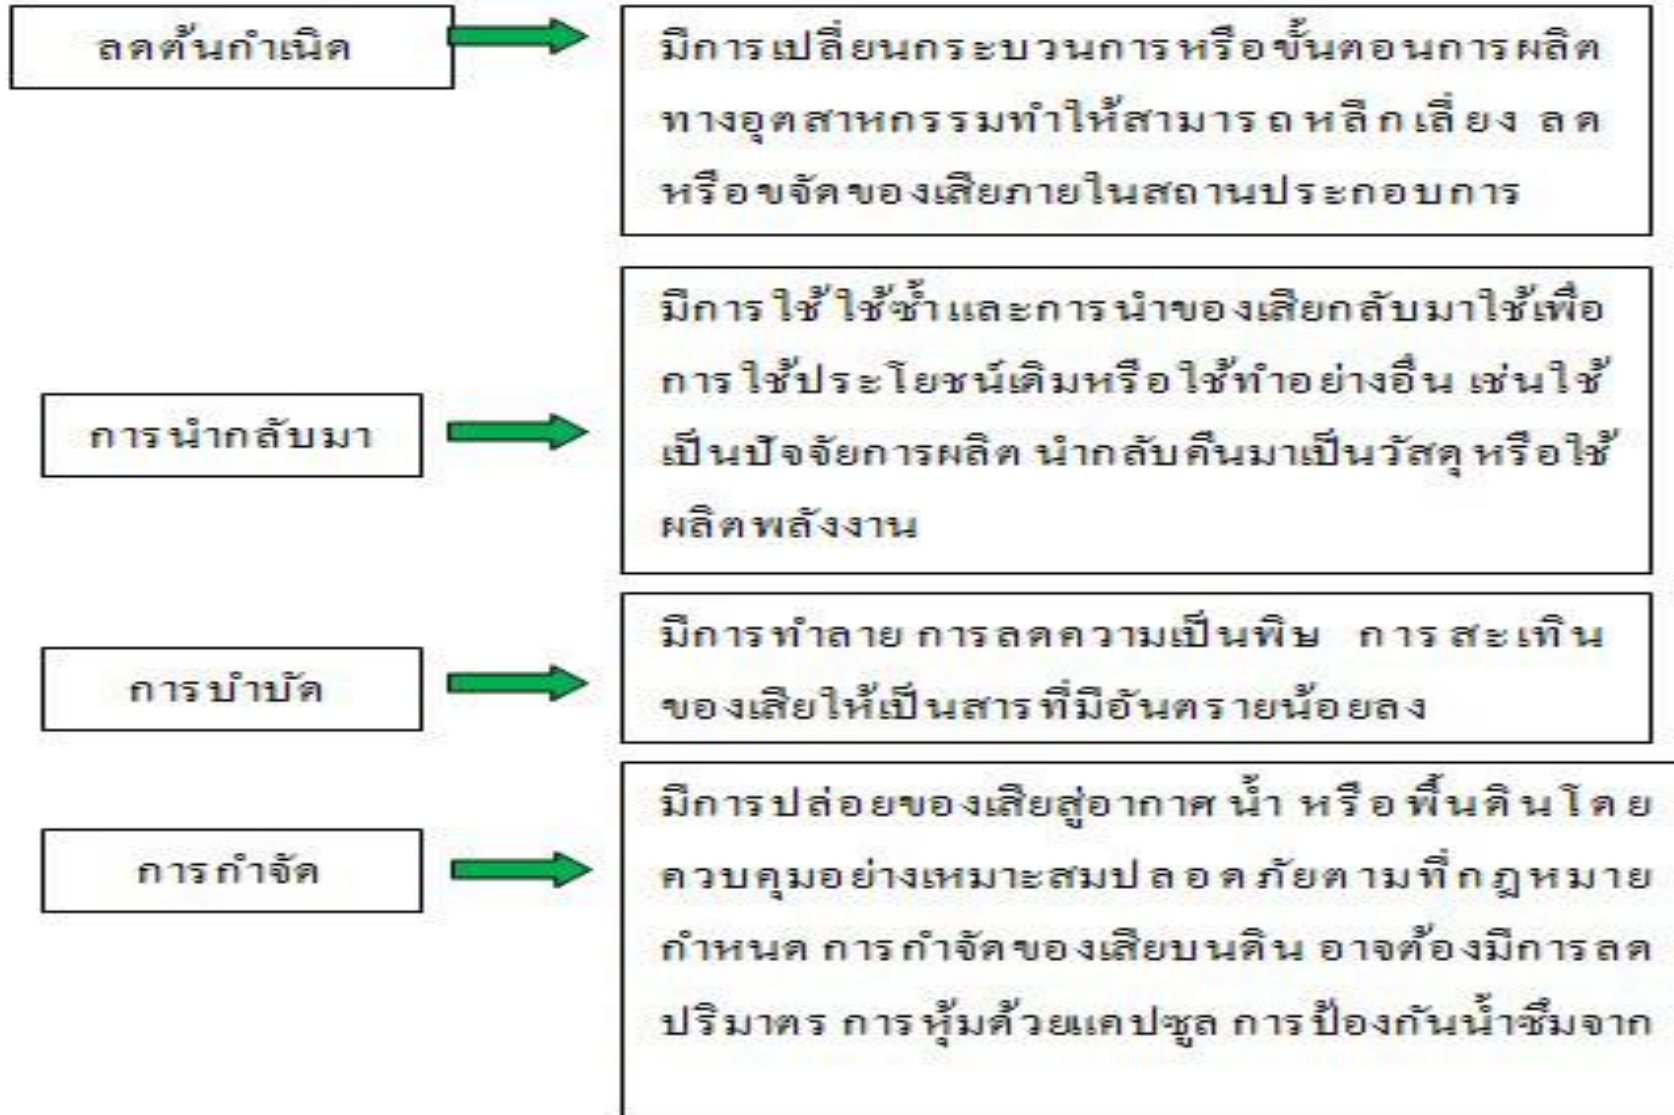 ลดต้นกำเนิด
มีการเปลี่ยนกระบวนการหรือขั้นตอนการผลิต
ทางอุตสาหกรรมทำให้สามารถหลีกเลี่ยง ลด
หรือขจัดของเสียภายในสถานประกอบการ
การนำกลับมา
มีการใช้ ใช้ซ้ำและการนำของเสียกลับมาใช้เพื่อ
การใช้ประโยชน์เดิมหรือใช้ทำอย่างอื่น เช่นใช้
เป็นปัจจัยการผลิต นำกลับคืนมาเป็นวัสดุ หรือใช้
ผลิตพลังงาน
การบำบัด
มีการทำลาย การลดความเป็นพิษ การสะเทิน
ของเสียให้เป็นสารที่มีอันตรายน้อยลง
การกำจัด
มีการปล่อยของเสียสู่อากาศ น้ำ หรือ พื้นดินโดย
ควบคุมอย่างเหมาะสมปลอดภัยตามที่กฎหมาย
กำหนด การกำจัดของเสียบนดิน อาจต้องมีการลด
ปริมาตร การหุ้มด้วยแคปซูล การป้องกันน้ำซึมจาก